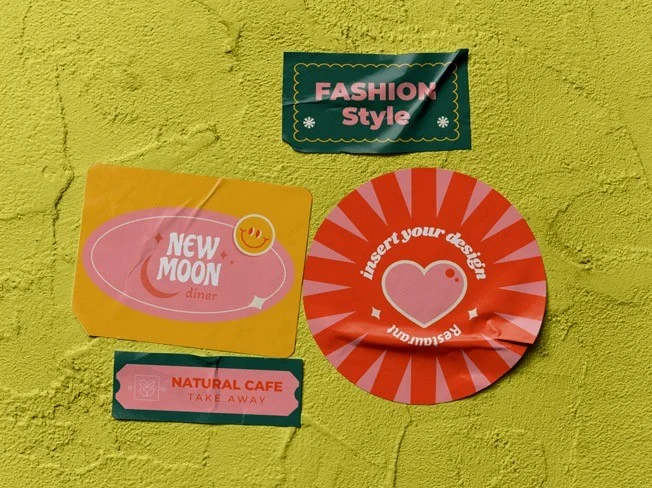 FASHION
Style
NEW
MOON
diner
insert your design
Restaurant
NATURAL CAFE
TAKE AWAY